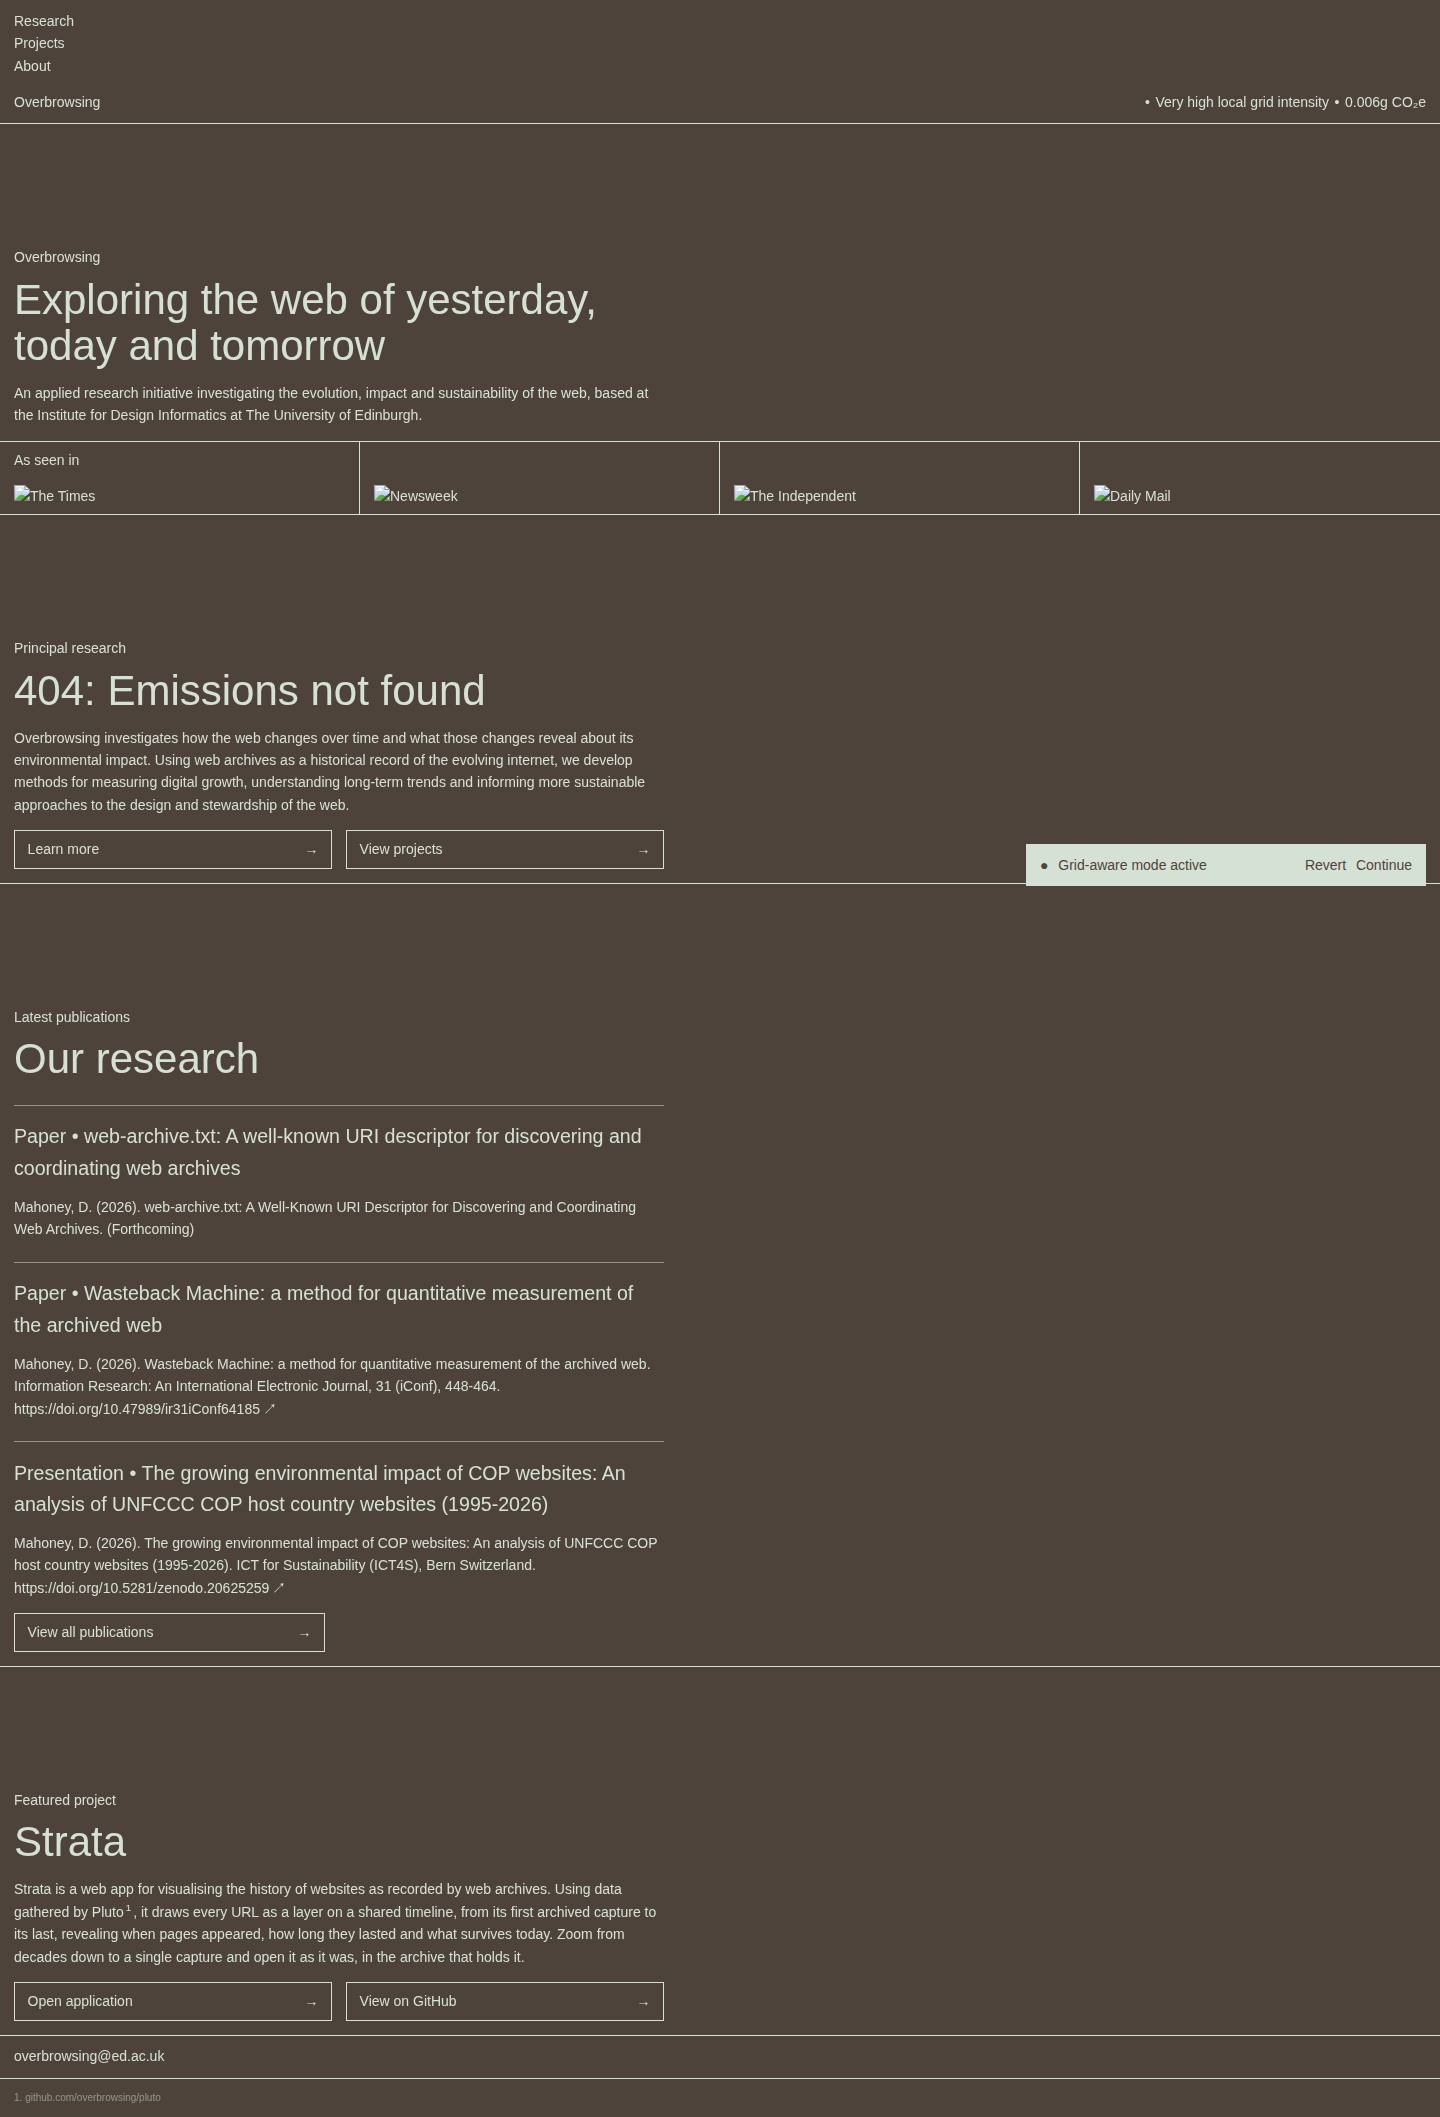 Research
Projects
About
Overbrowsing
• Very high local grid intensity • 0.006g CO₂e
Overbrowsing
Exploring the web of yesterday,
today and tomorrow
An applied research initiative investigating the evolution, impact and sustainability of the web, based at
the Institute for Design Informatics at The University of Edinburgh.
As seen in
The Times
Newsweek
The Independent
Daily Mail
Principal research
404: Emissions not found
Overbrowsing investigates how the web changes over time and what those changes reveal about its
environmental impact. Using web archives as a historical record of the evolving internet, we develop
methods for measuring digital growth, understanding long-term trends and informing more sustainable
approaches to the design and stewardship of the web.
Learn more →
View projects →
● Grid-aware mode active Revert Continue
Latest publications
Our research
Paper • web-archive.txt: A well-known URI descriptor for discovering and
coordinating web archives
Mahoney, D. (2026). web-archive.txt: A Well-Known URI Descriptor for Discovering and Coordinating
Web Archives. (Forthcoming)
Paper • Wasteback Machine: a method for quantitative measurement of
the archived web
Mahoney, D. (2026). Wasteback Machine: a method for quantitative measurement of the archived web.
Information Research: An International Electronic Journal, 31 (iConf), 448-464.
https://doi.org/10.47989/ir31iConf64185 ↗
Presentation • The growing environmental impact of COP websites: An
analysis of UNFCCC COP host country websites (1995-2026)
Mahoney, D. (2026). The growing environmental impact of COP websites: An analysis of UNFCCC COP
host country websites (1995-2026). ICT for Sustainability (ICT4S), Bern Switzerland.
https://doi.org/10.5281/zenodo.20625259 ↗
View all publications →
Featured project
Strata
Strata is a web app for visualising the history of websites as recorded by web archives. Using data
gathered by Pluto¹, it draws every URL as a layer on a shared timeline, from its first archived capture to
its last, revealing when pages appeared, how long they lasted and what survives today. Zoom from
decades down to a single capture and open it as it was, in the archive that holds it.
Open application →
View on GitHub →
overbrowsing@ed.ac.uk
1. github.com/overbrowsing/pluto